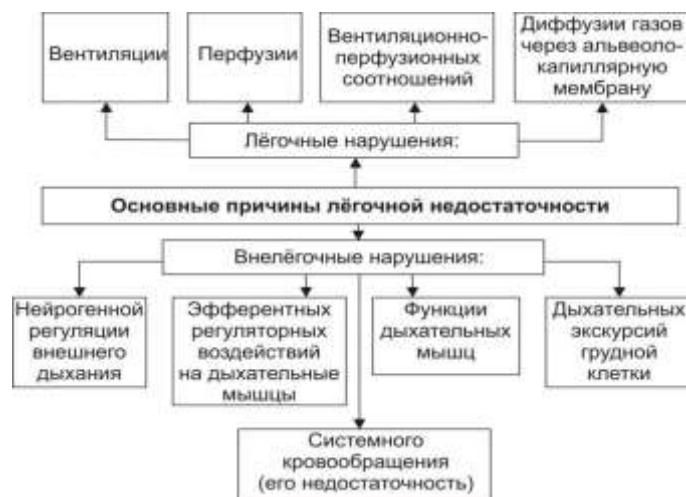 Вентиляции
Перфузии
Вентиляционно-
перфузионных
соотношений
Диффузии газов
через альвеоло-
капиллярную
мембрану
Лёгочные нарушения:
Основные причины лёгочной недостаточности
Внелёгочные нарушения:
Нейрогенной
регуляции
внешнего
дыхания
Эфферентных
регуляторных
воздействий
на дыхательные
мышцы
Функции
дыхательных
мышц
Дыхательных
экскурсий
грудной
клетки
Системного
кровообращения
(его недостаточность)